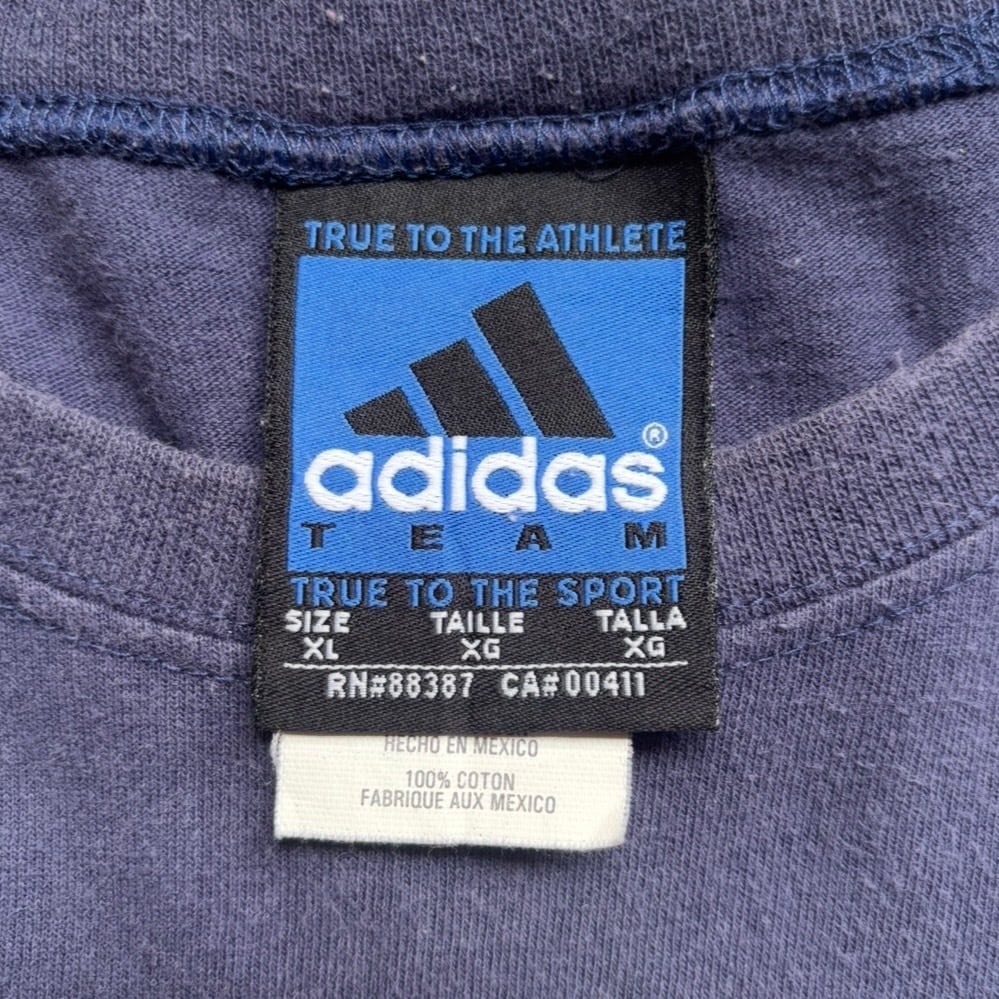 TRUE TO THE ATHLETE
adidas®
TEAM
TRUE TO THE SPORT
SIZE TAILLE TALLA
XL XG XG
RN#88387 CA#00411
HECHO EN MEXICO
100% COTON
FABRIQUE AUX MEXICO